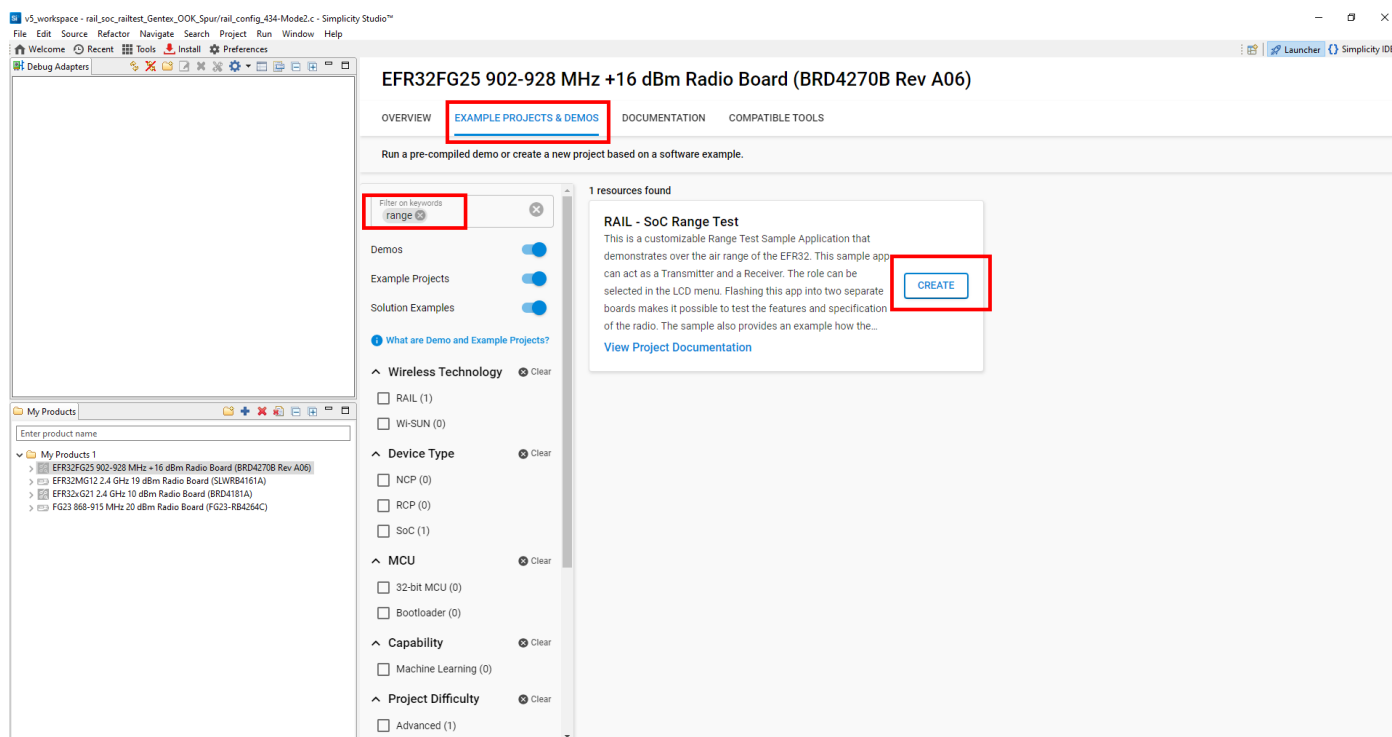 v5_workspace - rail_soc_railtest_Gentex_OOK_Spur/rail_config_434-Mode2.c - Simplicity Studio™
File Edit Source Refactor Navigate Search Project Run Window Help
Welcome Recent Tools Install Preferences
Launcher {} Simplicity IDE
Debug Adapters
EFR32FG25 902-928 MHz +16 dBm Radio Board (BRD4270B Rev A06)
OVERVIEW EXAMPLE PROJECTS & DEMOS DOCUMENTATION COMPATIBLE TOOLS
Run a pre-compiled demo or create a new project based on a software example.
Filter on keywords
range
Demos
Example Projects
Solution Examples
What are Demo and Example Projects?
Wireless Technology Clear
RAIL (1)
Wi-SUN (0)
Device Type Clear
NCP (0)
RCP (0)
SoC (1)
MCU Clear
32-bit MCU (0)
Bootloader (0)
Capability Clear
Machine Learning (0)
Project Difficulty Clear
Advanced (1)
1 resources found
RAIL - SoC Range Test
This is a customizable Range Test Sample Application that
demonstrates over the air range of the EFR32. This sample app
can act as a Transmitter and a Receiver. The role can be
selected in the LCD menu. Flashing this app into two separate
boards makes it possible to test the features and specification
of the radio. The sample also provides an example how the...
CREATE
View Project Documentation
My Products
Enter product name
My Products 1
EFR32FG25 902-928 MHz +16 dBm Radio Board (BRD4270B Rev A06)
EFR32MG12 2.4 GHz 19 dBm Radio Board (SLWRB4161A)
EFR32xG21 2.4 GHz 10 dBm Radio Board (BRD4181A)
FG23 868-915 MHz 20 dBm Radio Board (FG23-RB4264C)